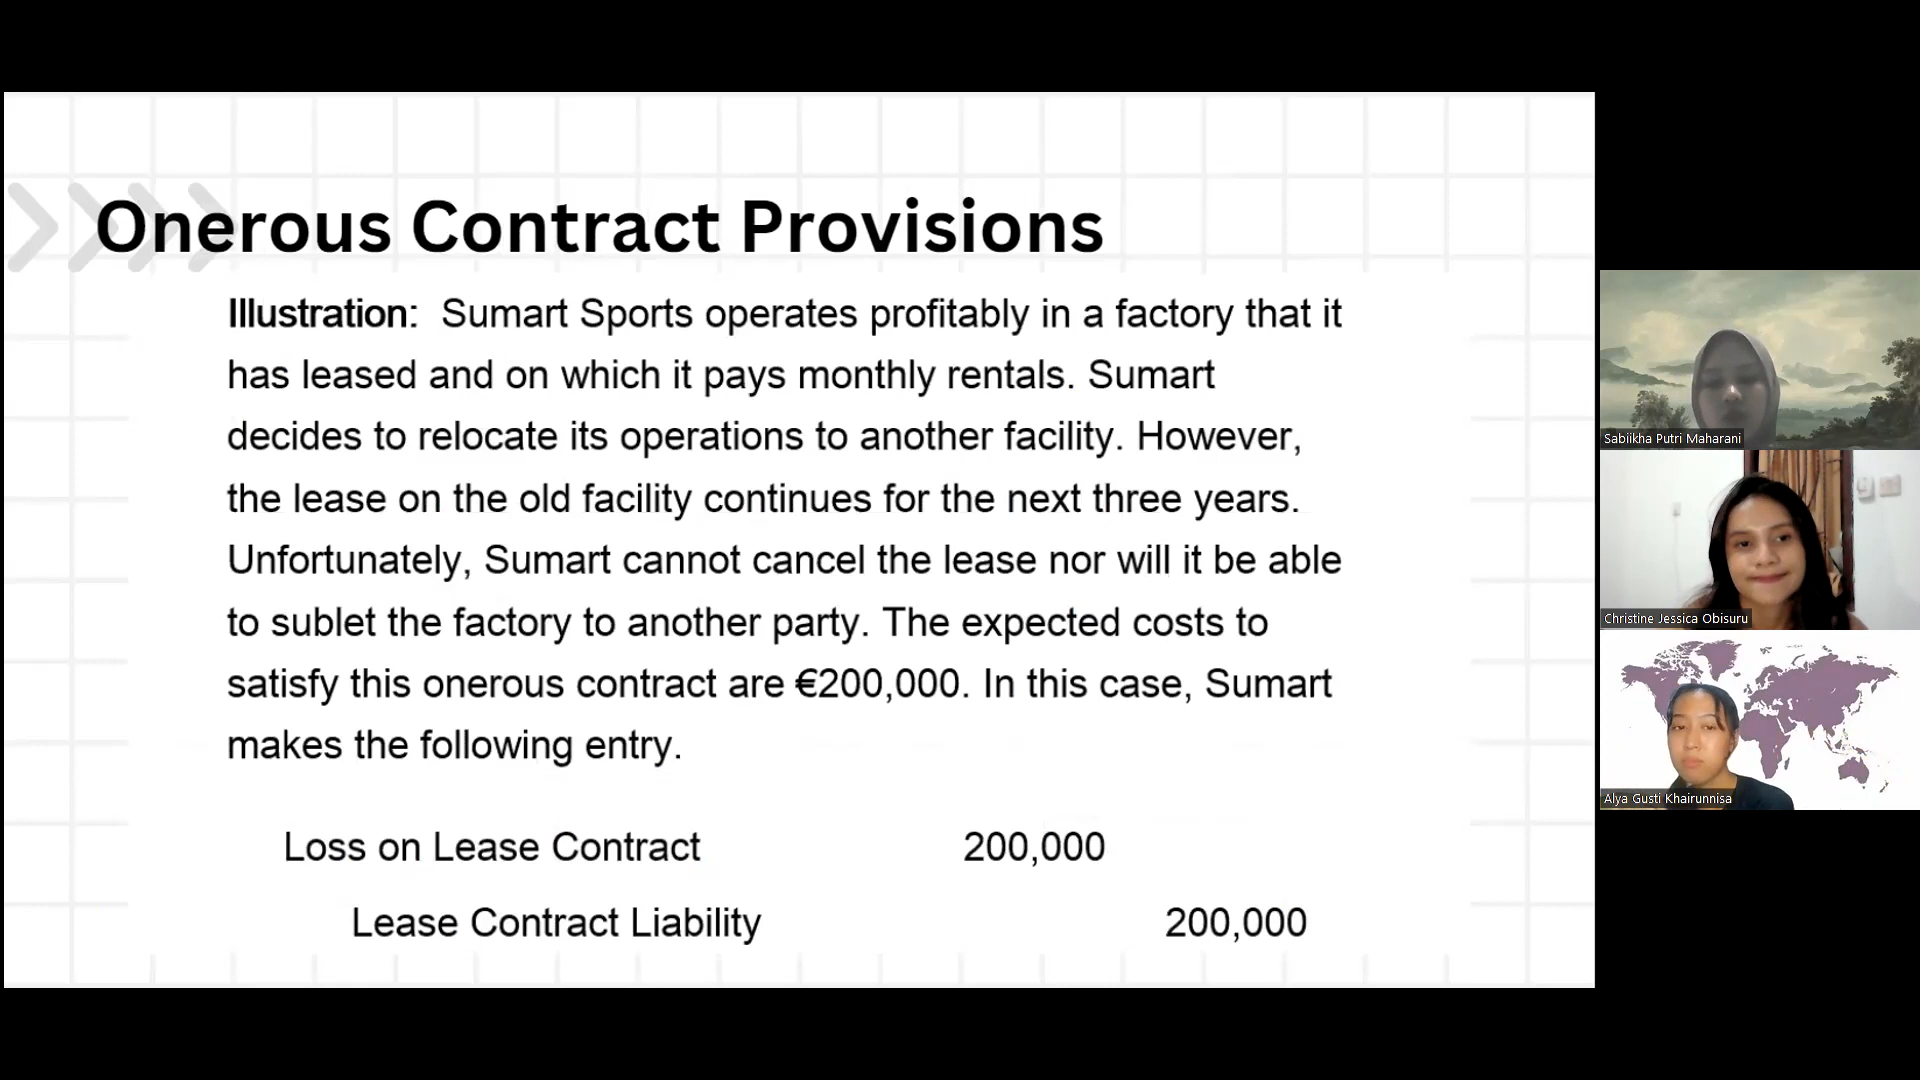 Onerous Contract Provisions
Illustration: Sumart Sports operates profitably in a factory that it
has leased and on which it pays monthly rentals. Sumart
decides to relocate its operations to another facility. However,
the lease on the old facility continues for the next three years.
Unfortunately, Sumart cannot cancel the lease nor will it be able
to sublet the factory to another party. The expected costs to
satisfy this onerous contract are €200,000. In this case, Sumart
makes the following entry.
Loss on Lease Contract 200,000
Lease Contract Liability 200,000
Sabiikha Putri Maharani
Christine Jessica Obisuru
Alya Gusti Khairunnisa